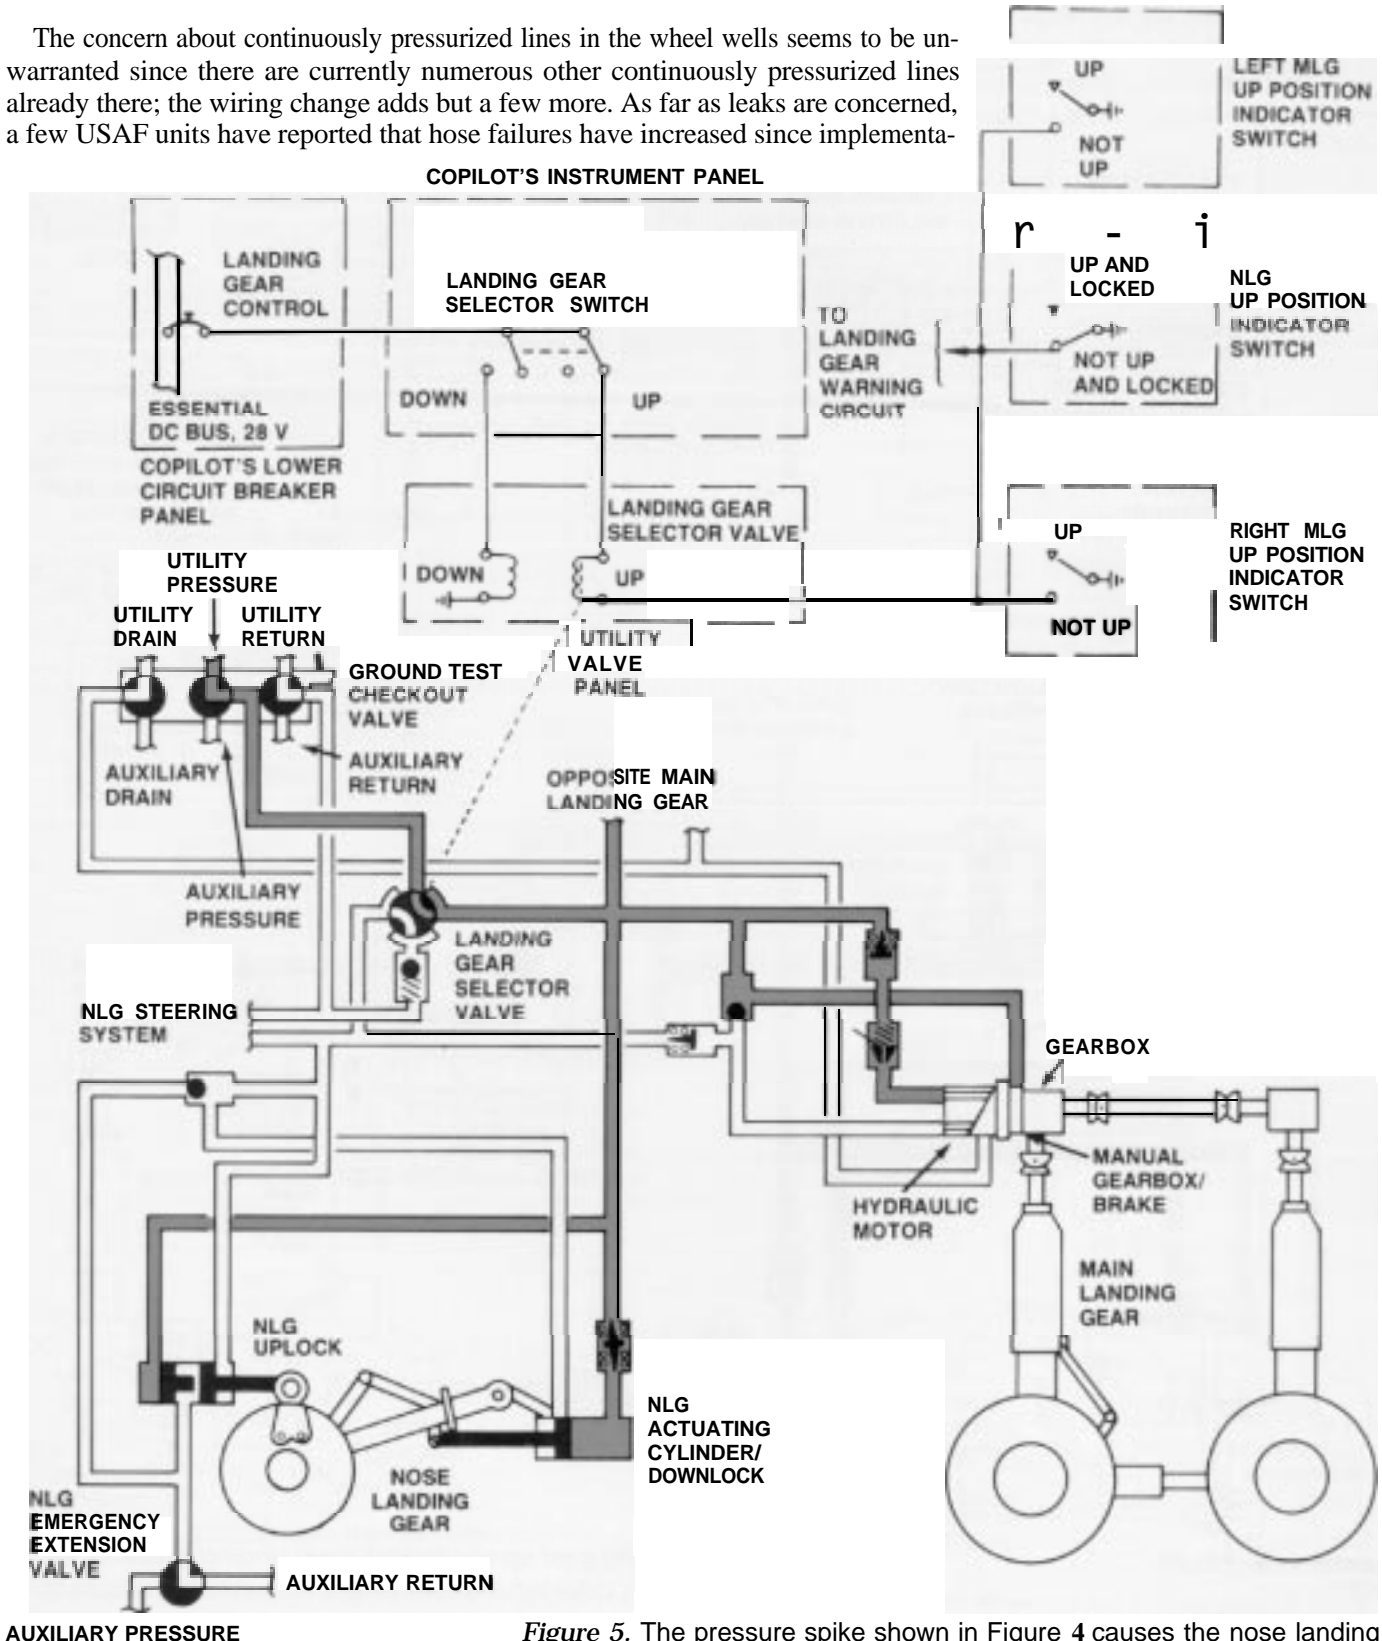 The concern about continuously pressurized lines in the wheel wells seems to be un-
warranted since there are currently numerous other continuously pressurized lines
already there; the wiring change adds but a few more. As far as leaks are concerned,
a few USAF units have reported that hose failures have increased since implementa-
UP
NOT
UP
LEFT MLG
UP POSITION
INDICATOR
SWITCH
COPILOT'S INSTRUMENT PANEL
r - i
LANDING
GEAR
CONTROL
LANDING GEAR
SELECTOR SWITCH
UP AND
LOCKED
NLG
UP POSITION
INDICATOR
SWITCH
TO
LANDING
GEAR
WARNING
CIRCUIT
NOT UP
AND LOCKED
DOWN
UP
ESSENTIAL
DC BUS, 28 V
COPILOT'S LOWER
CIRCUIT BREAKER
PANEL
LANDING GEAR
SELECTOR VALVE
DOWN
UP
UP
NOT UP
RIGHT MLG
UP POSITION
INDICATOR
SWITCH
UTILITY
PRESSURE
UTILITY
DRAIN
UTILITY
RETURN
UTILITY
VALVE
PANEL
GROUND TEST
CHECKOUT
VALVE
AUXILIARY
DRAIN
AUXILIARY
RETURN
OPPOSITE MAIN
LANDING GEAR
AUXILIARY
PRESSURE
LANDING
GEAR
SELECTOR
VALVE
NLG STEERING
SYSTEM
GEARBOX
MANUAL
GEARBOX/
BRAKE
HYDRAULIC
MOTOR
MAIN
LANDING
GEAR
NLG
UPLOCK
NLG
ACTUATING
CYLINDER/
DOWNLOCK
NOSE
LANDING
GEAR
NLG
EMERGENCY
EXTENSION
VALVE
AUXILIARY RETURN
AUXILIARY PRESSURE
Figure 5. The pressure spike shown in Figure 4 causes the nose landing